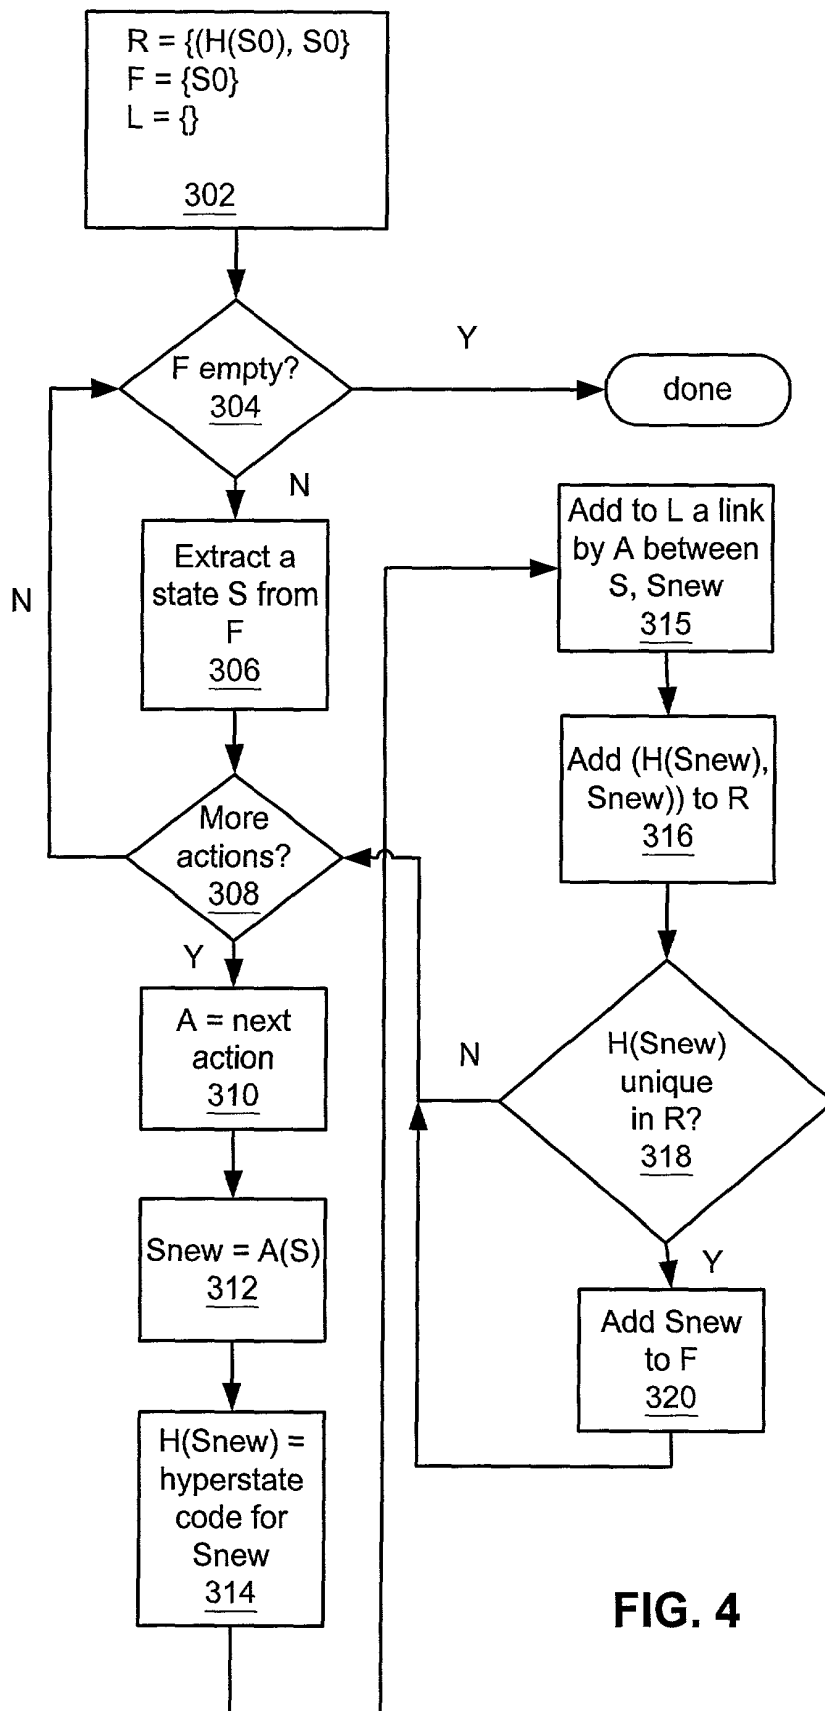 R = {(H(S0), S0}
F = {S0}
L = {}
302
F empty?
304
Y
done
N
Extract a
state S from
F
306
N
More
actions?
308
Y
A = next
action
310
Snew = A(S)
312
H(Snew) =
hyperstate
code for
Snew
314
Add to L a link
by A between
S, Snew
315
Add (H(Snew),
Snew)) to R
316
H(Snew)
unique
in R?
318
N
Y
Add Snew
to F
320
FIG. 4